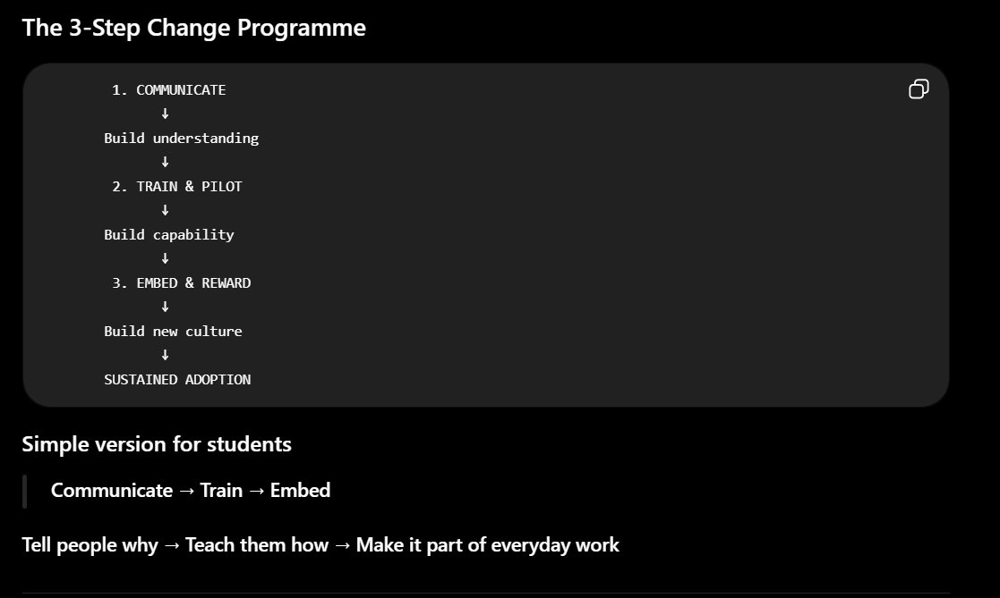 The 3-Step Change Programme
1. COMMUNICATE
↓
Build understanding
↓
2. TRAIN & PILOT
↓
Build capability
↓
3. EMBED & REWARD
↓
Build new culture
↓
SUSTAINED ADOPTION
Simple version for students
Communicate → Train → Embed
Tell people why → Teach them how → Make it part of everyday work